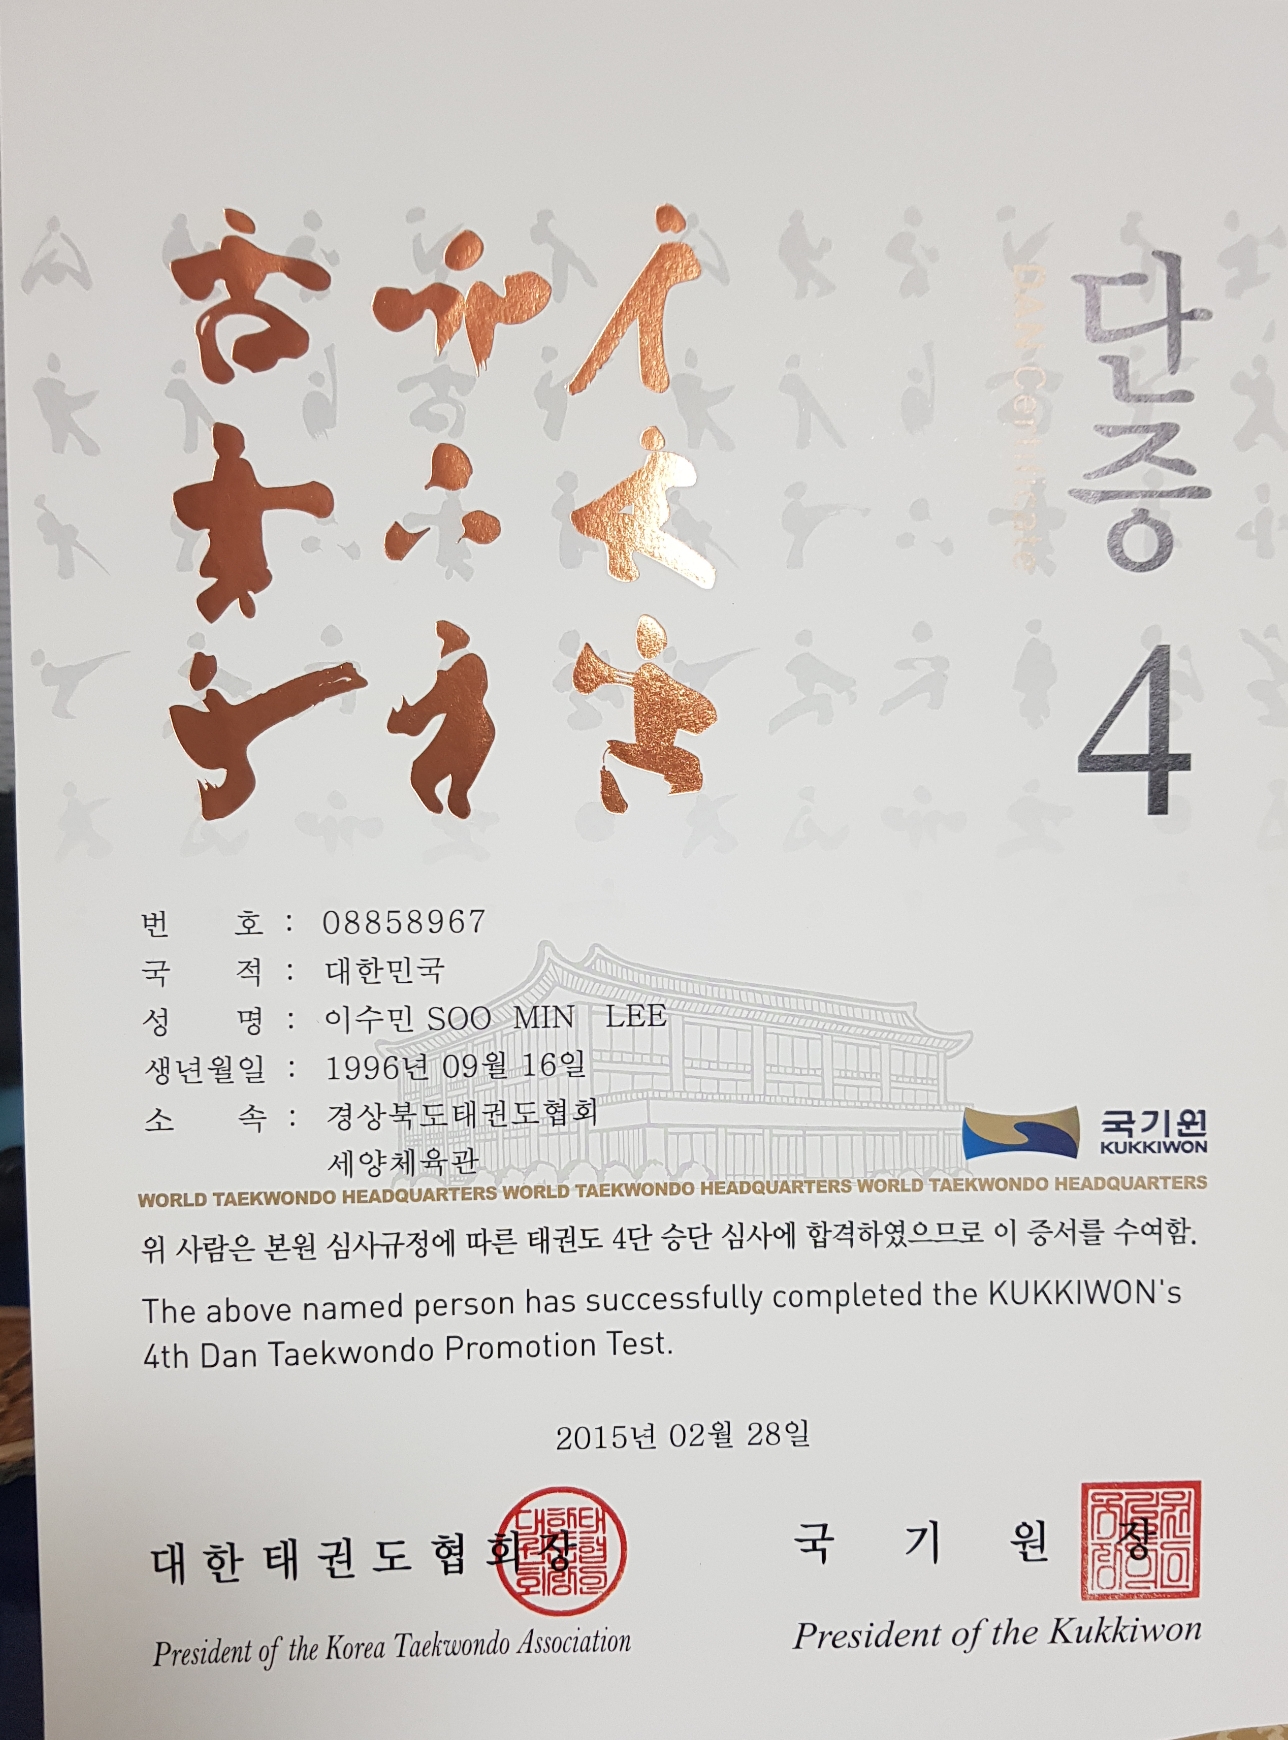 단증
DAN Certificate
4
번 호 : 08858967
국 적 : 대한민국
성 명 : 이수민 SOO MIN LEE
생년월일 : 1996년 09월 16일
소 속 : 경상북도태권도협회
세양체육관
국기원
KUKKIWON
WORLD TAEKWONDO HEADQUARTERS WORLD TAEKWONDO HEADQUARTERS WORLD TAEKWONDO HEADQUARTERS
위 사람은 본원 심사규정에 따른 태권도 4단 승단 심사에 합격하였으므로 이 증서를 수여함.
The above named person has successfully completed the KUKKIWON's
4th Dan Taekwondo Promotion Test.
2015년 02월 28일
대한태권도협회장
President of the Korea Taekwondo Association
국 기 원 장
President of the Kukkiwon